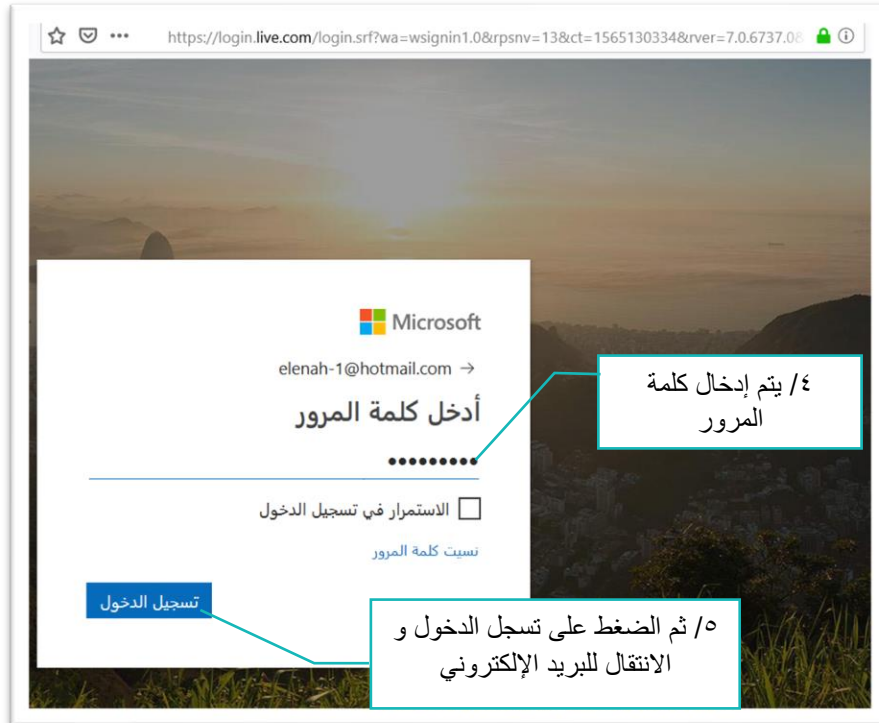 https://login.live.com/login.srf?wa=wsignin1.0&rpsnv=13&ct=1565130334&rver=7.0.6737.0
Microsoft
elenah-1@hotmail.com →
أدخل كلمة المرور
•••••••••
الاستمرار في تسجيل الدخول
نسيت كلمة المرور
تسجيل الدخول
٤/ يتم إدخال كلمة
المرور
٥/ ثم الضغط على تسجل الدخول و
الانتقال للبريد الإلكتروني